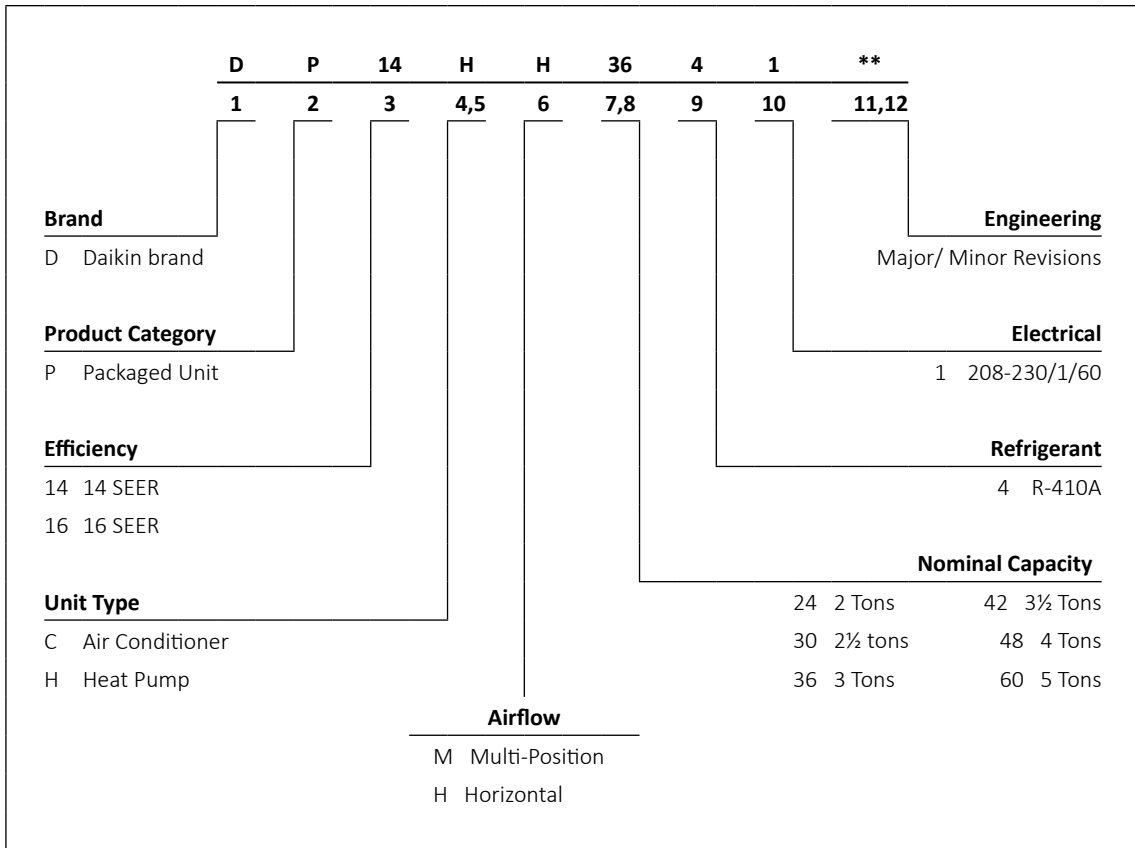 D P 14 H H 36 4 1 **
1 2 3 4,5 6 7,8 9 10 11,12
Brand
D Daikin brand
Engineering
Major/ Minor Revisions
Product Category
P Packaged Unit
Electrical
1 208-230/1/60
Efficiency
14 14 SEER
16 16 SEER
Refrigerant
4 R-410A
Nominal Capacity
24 2 Tons 42 3½ Tons
30 2½ tons 48 4 Tons
36 3 Tons 60 5 Tons
Unit Type
C Air Conditioner
H Heat Pump
Airflow
M Multi-Position
H Horizontal